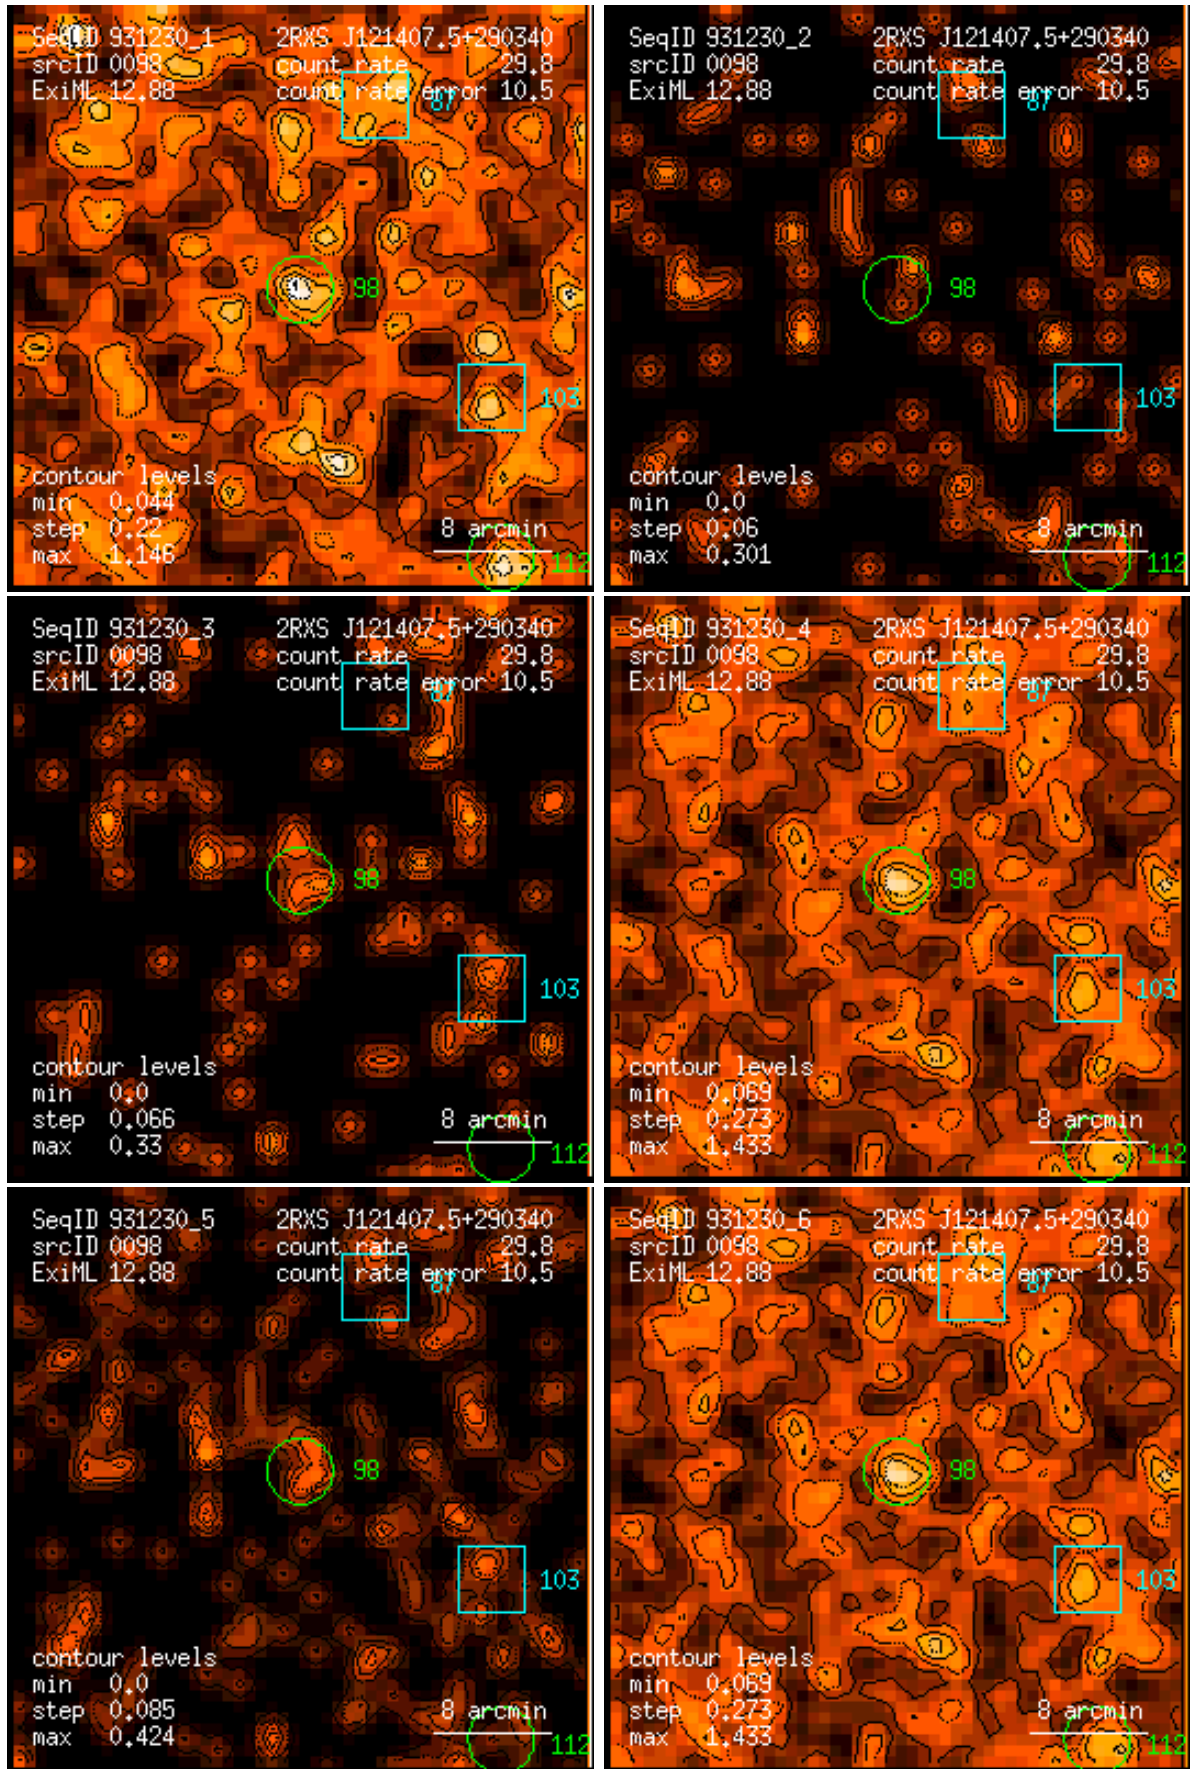 SeqID 931230_1 2RXS J121407.5+290340
srcID 0098 count rate 29.8
ExiML 12.88 count rate error 10.5
87
98
103
contour levels
min 0.044
step 0.22 8 arcmin
max 1.146
112
SeqID 931230_2 2RXS J121407.5+290340
srcID 0098 count rate 29.8
ExiML 12.88 count rate error 10.5
87
98
103
contour levels
min 0.0
step 0.06 8 arcmin
max 0.301
112
SeqID 931230_3 2RXS J121407.5+290340
srcID 0098 count rate 29.8
ExiML 12.88 count rate error 10.5
87
98
103
contour levels
min 0.0
step 0.066 8 arcmin
max 0.33
112
SeqID 931230_4 2RXS J121407.5+290340
srcID 0098 count rate 29.8
ExiML 12.88 count rate error 10.5
87
98
103
contour levels
min 0.069
step 0.273 8 arcmin
max 1.433
112
SeqID 931230_5 2RXS J121407.5+290340
srcID 0098 count rate 29.8
ExiML 12.88 count rate error 10.5
87
98
103
contour levels
min 0.0
step 0.085 8 arcmin
max 0.424
112
SeqID 931230_6 2RXS J121407.5+290340
srcID 0098 count rate 29.8
ExiML 12.88 count rate error 10.5
87
98
103
contour levels
min 0.069
step 0.273 8 arcmin
max 1.433
112